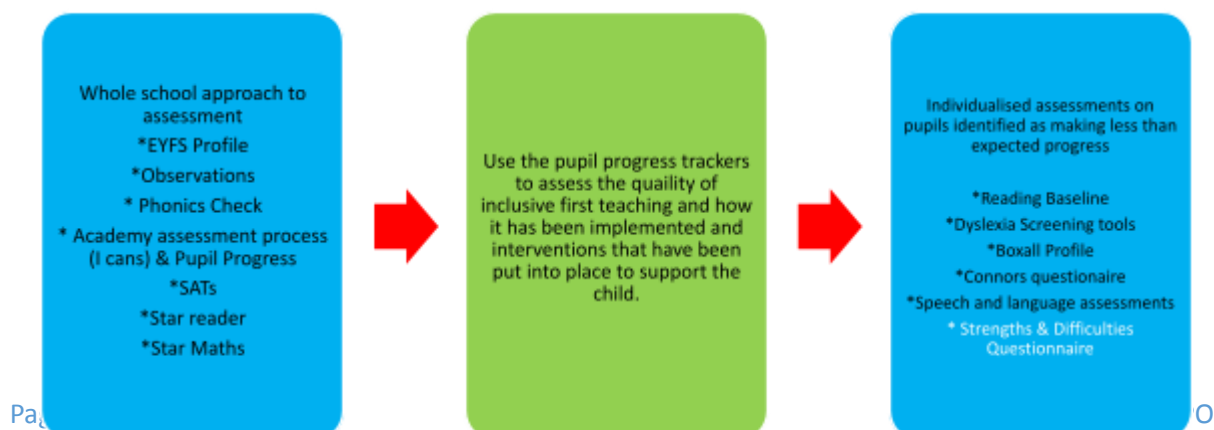 Whole school approach to
assessment
*EYFS Profile
*Observations
* Phonics Check
* Academy assessment process
(I cans) & Pupil Progress
*SATs
*Star reader
*Star Maths
Use the pupil progress trackers
to assess the quaility of
inclusive first teaching and how
it has been implemented and
interventions that have been
put into place to support the
child.
Individualised assessments on
pupils identified as making less than
expected progress
*Reading Baseline
*Dyslexia Screening tools
*Boxall Profile
*Connors questionaire
*Speech and language assessments
* Strengths & Difficulties
Questionnaire